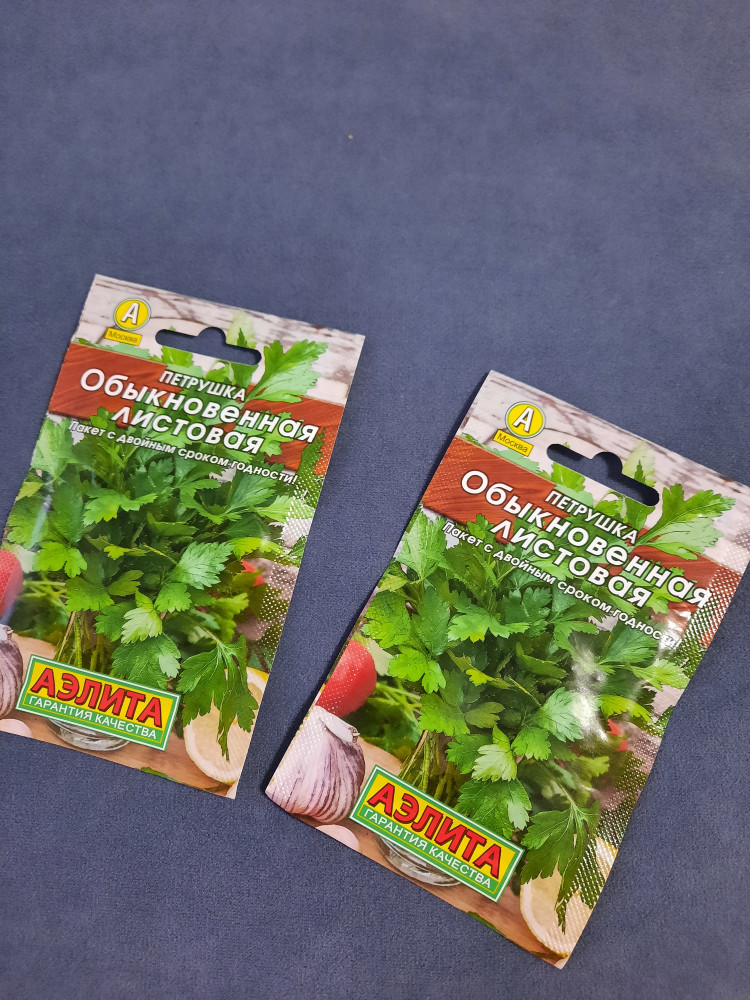 А
Москва
ПЕТРУШКА
Обыкновенная
листовая
Пакет с двойным сроком годности!
АЭЛИТА
ГАРАНТИЯ КАЧЕСТВА
А
Москва
ПЕТРУШКА
Обыкновенная
листовая
Пакет с двойным сроком годности!
АЭЛИТА
ГАРАНТИЯ КАЧЕСТВА